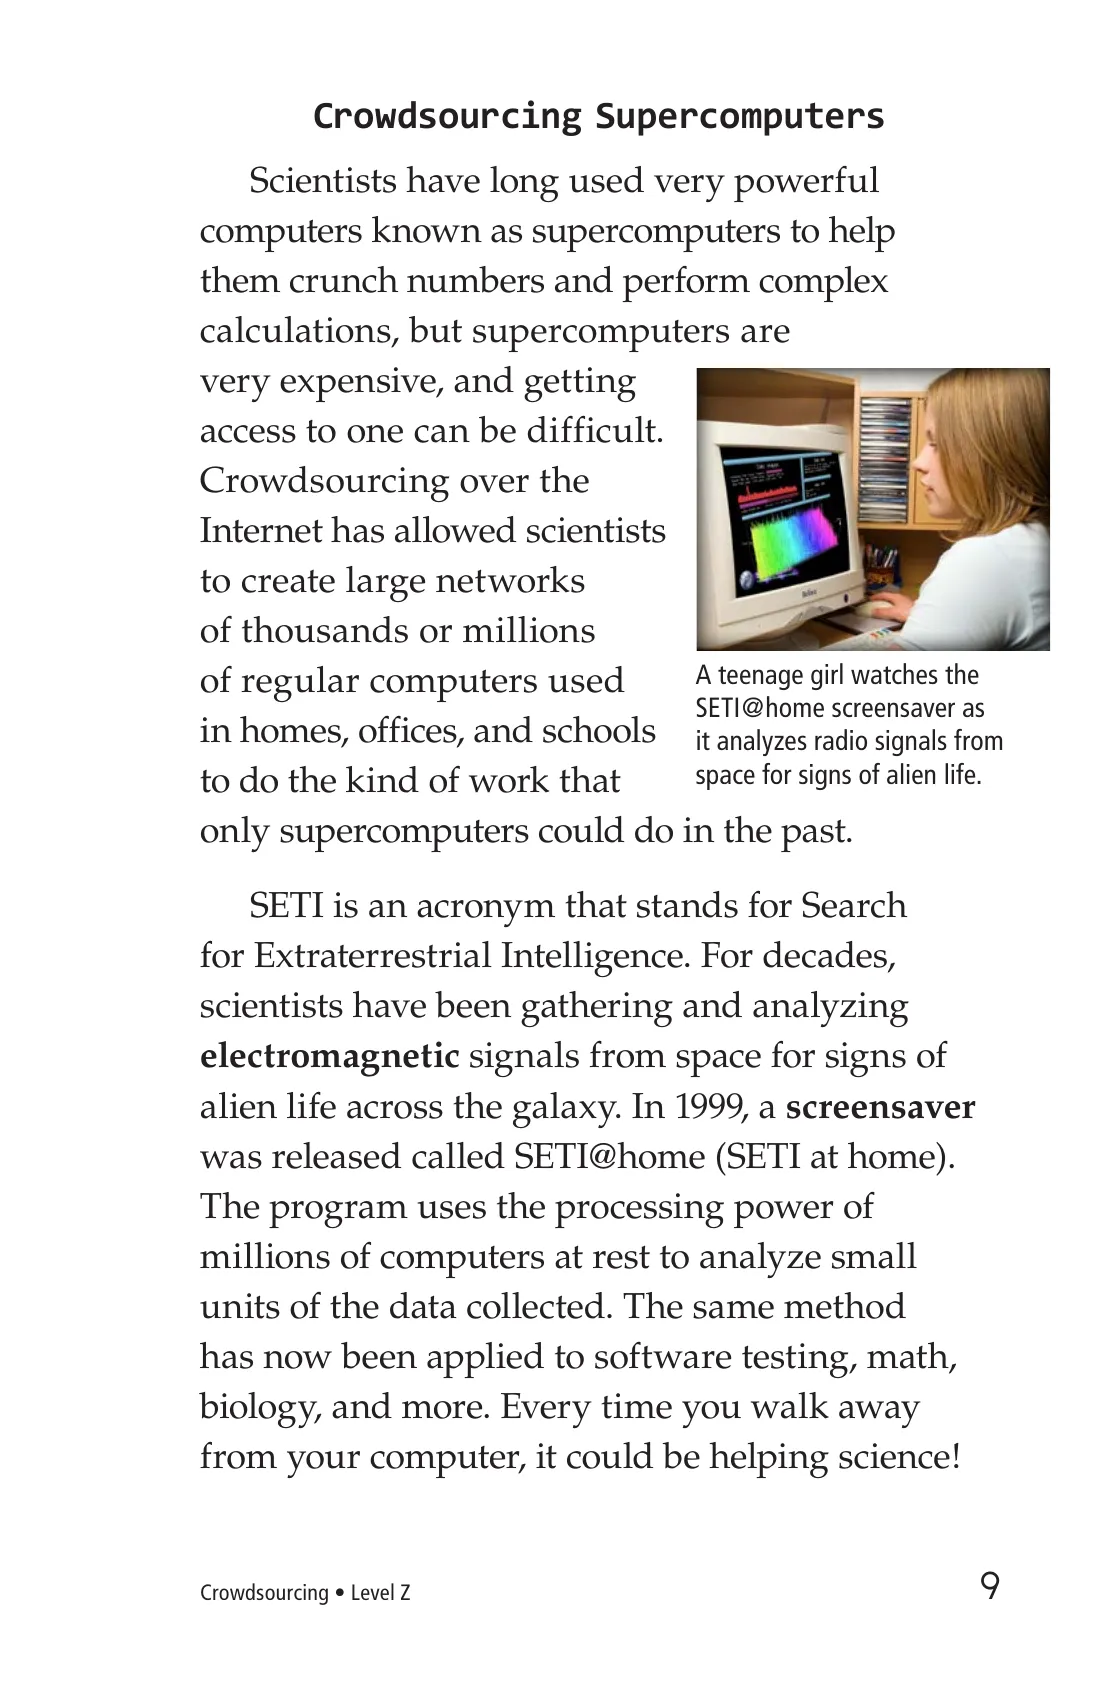 Crowdsourcing Supercomputers
Scientists have long used very powerful
computers known as supercomputers to help
them crunch numbers and perform complex
calculations, but supercomputers are
very expensive, and getting
access to one can be difficult.
Crowdsourcing over the
Internet has allowed scientists
to create large networks
of thousands or millions
of regular computers used
in homes, offices, and schools
to do the kind of work that
only supercomputers could do in the past.
A teenage girl watches the
SETI@home screensaver as
it analyzes radio signals from
space for signs of alien life.
SETI is an acronym that stands for Search
for Extraterrestrial Intelligence. For decades,
scientists have been gathering and analyzing
electromagnetic signals from space for signs of
alien life across the galaxy. In 1999, a screensaver
was released called SETI@home (SETI at home).
The program uses the processing power of
millions of computers at rest to analyze small
units of the data collected. The same method
has now been applied to software testing, math,
biology, and more. Every time you walk away
from your computer, it could be helping science!
Crowdsourcing • Level Z
9